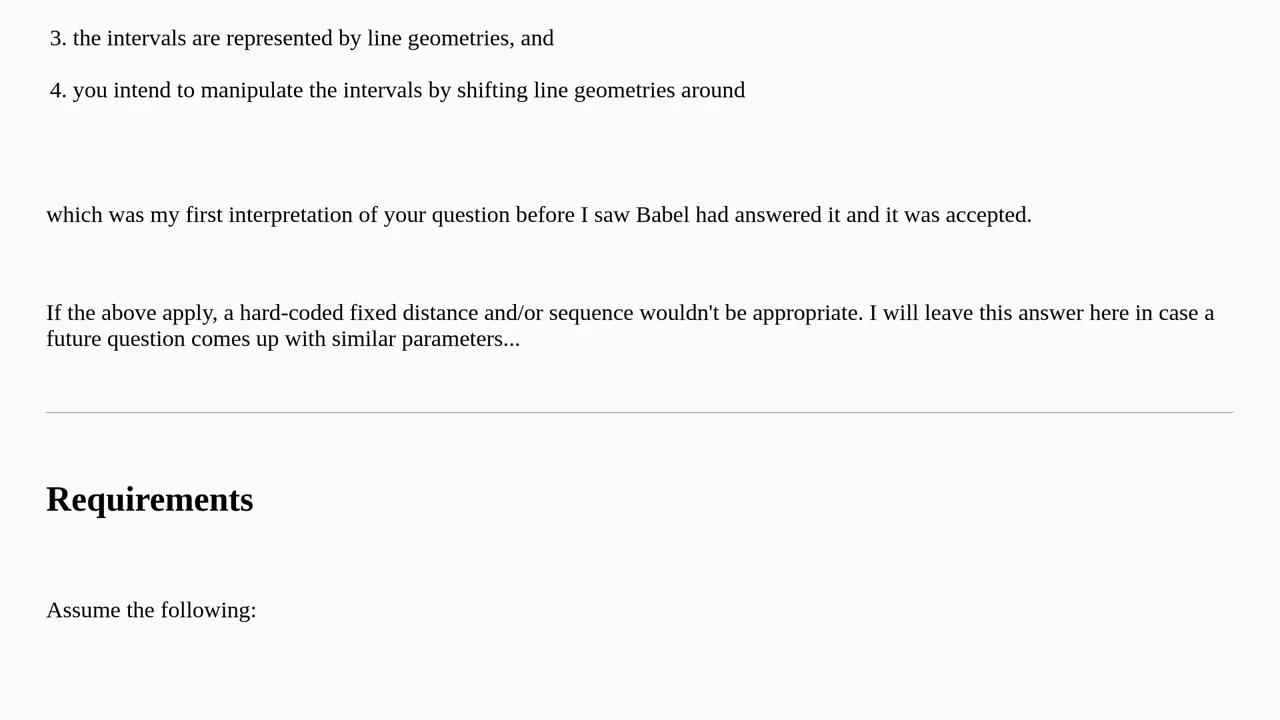 3. the intervals are represented by line geometries, and
4. you intend to manipulate the intervals by shifting line geometries around
which was my first interpretation of your question before I saw Babel had answered it and it was accepted.
If the above apply, a hard-coded fixed distance and/or sequence wouldn't be appropriate. I will leave this answer here in case a
future question comes up with similar parameters...
Requirements
Assume the following: